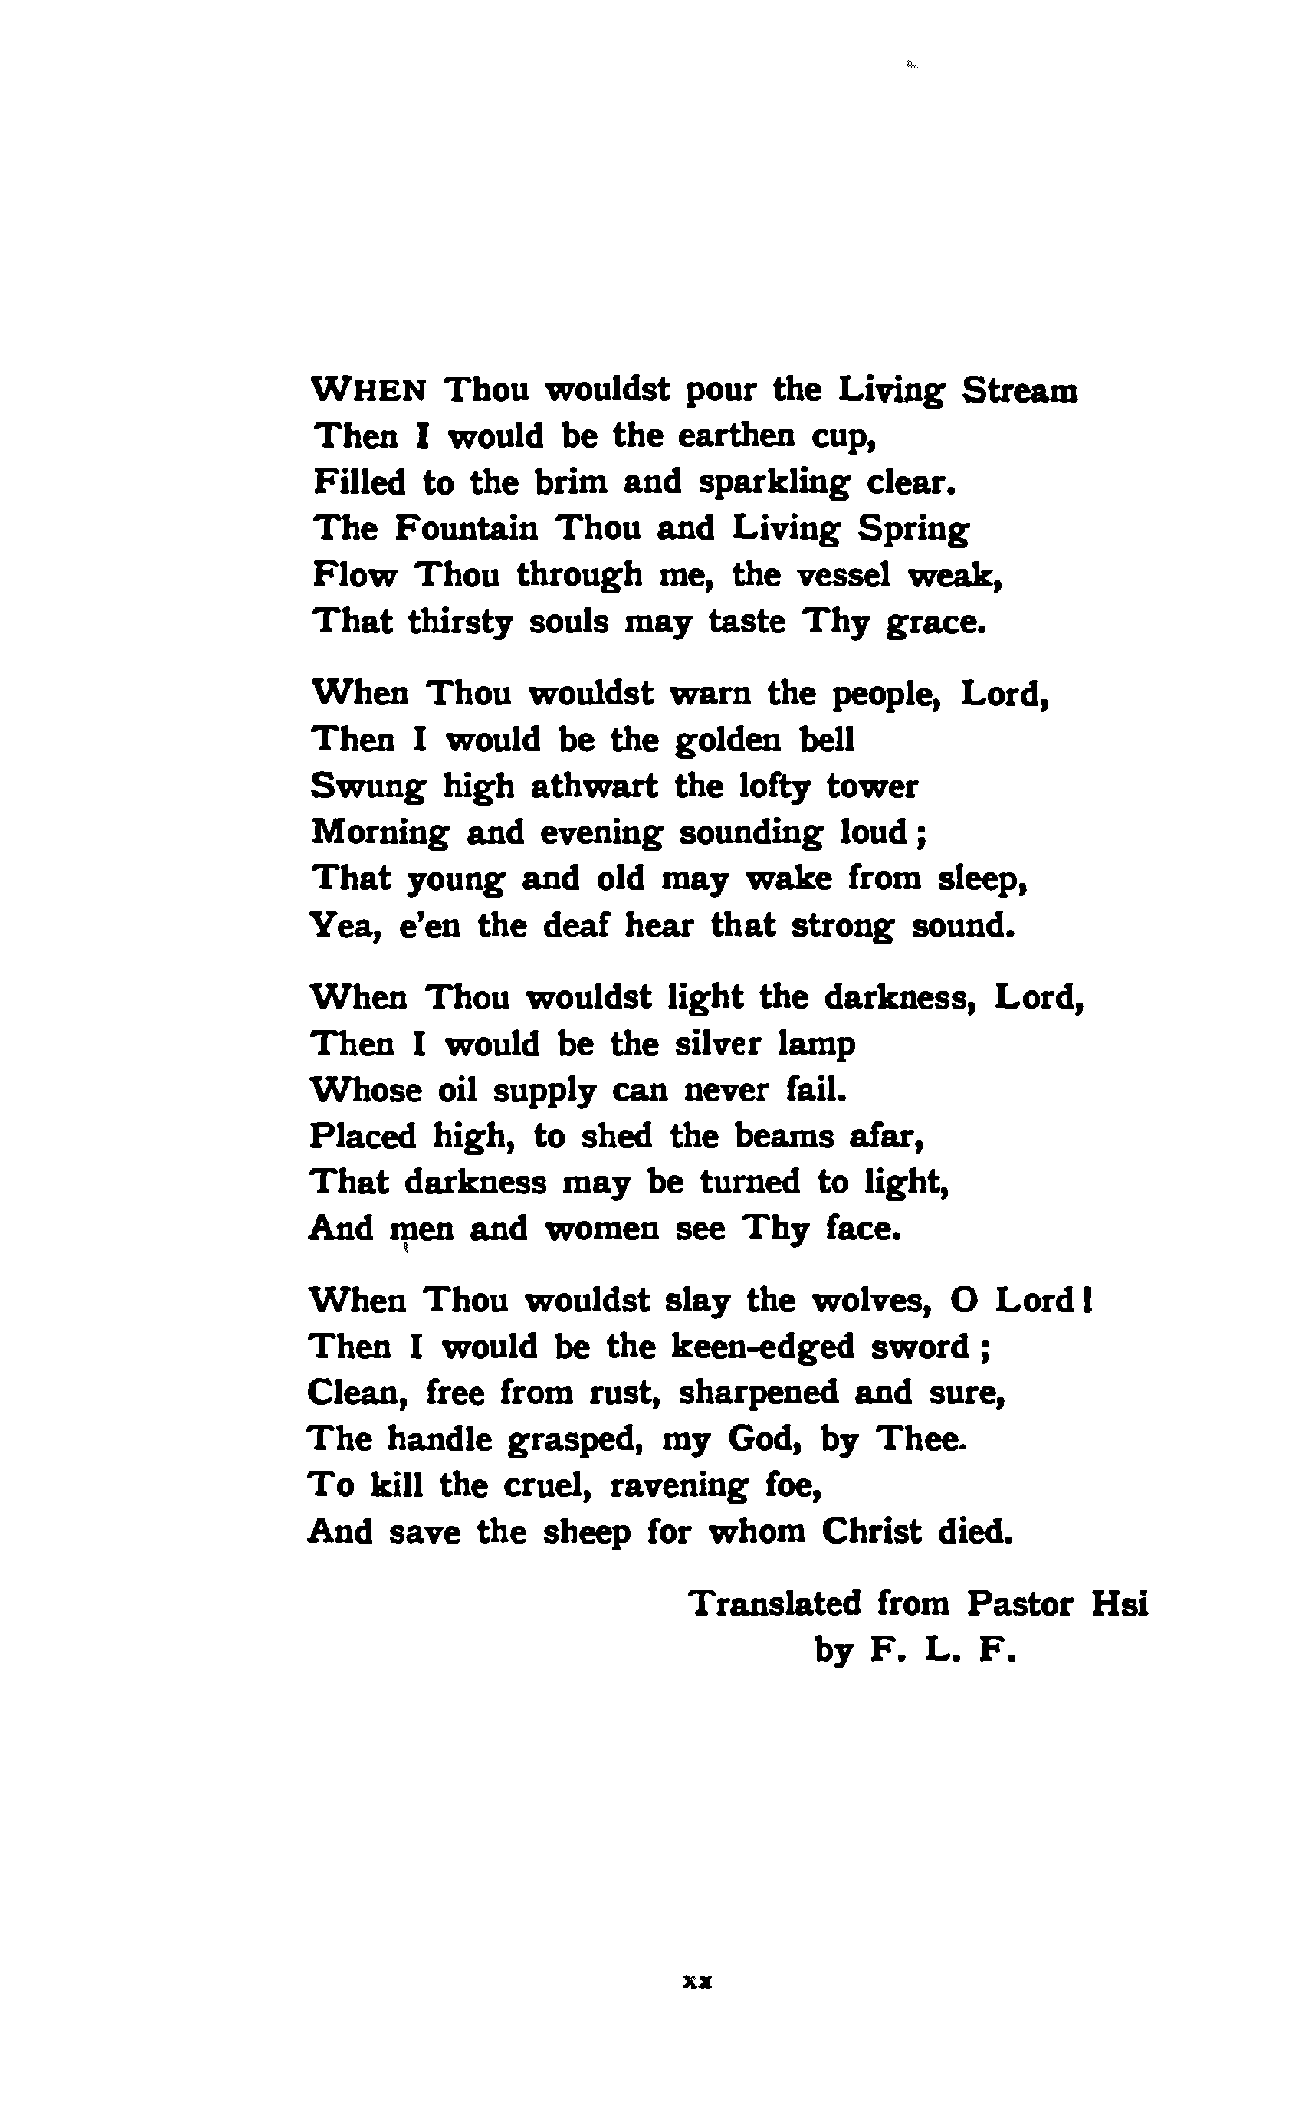 WHEN Thou wouldst pour the Living Stream
Then I would be the earthen cup,
Filled to the brim and sparkling clear.
The Fountain Thou and Living Spring
Flow Thou through me, the vessel weak,
That thirsty souls may taste Thy grace.
When Thou wouldst warn the people, Lord,
Then I would be the golden bell
Swung high athwart the lofty tower
Morning and evening sounding loud ;
That young and old may wake from sleep,
Yea, e'en the deaf hear that strong sound.
When Thou wouldst light the darkness, Lord,
Then I would be the silver lamp
Whose oil supply can never fail.
Placed high, to shed the beams afar,
That darkness may be turned to light,
And men and women see Thy face.
When Thou wouldst slay the wolves, O Lord !
Then I would be the keen-edged sword ;
Clean, free from rust, sharpened and sure,
The handle grasped, my God, by Thee.
To kill the cruel, ravening foe,
And save the sheep for whom Christ died.
Translated from Pastor Hsi
by F. L. F.
xx